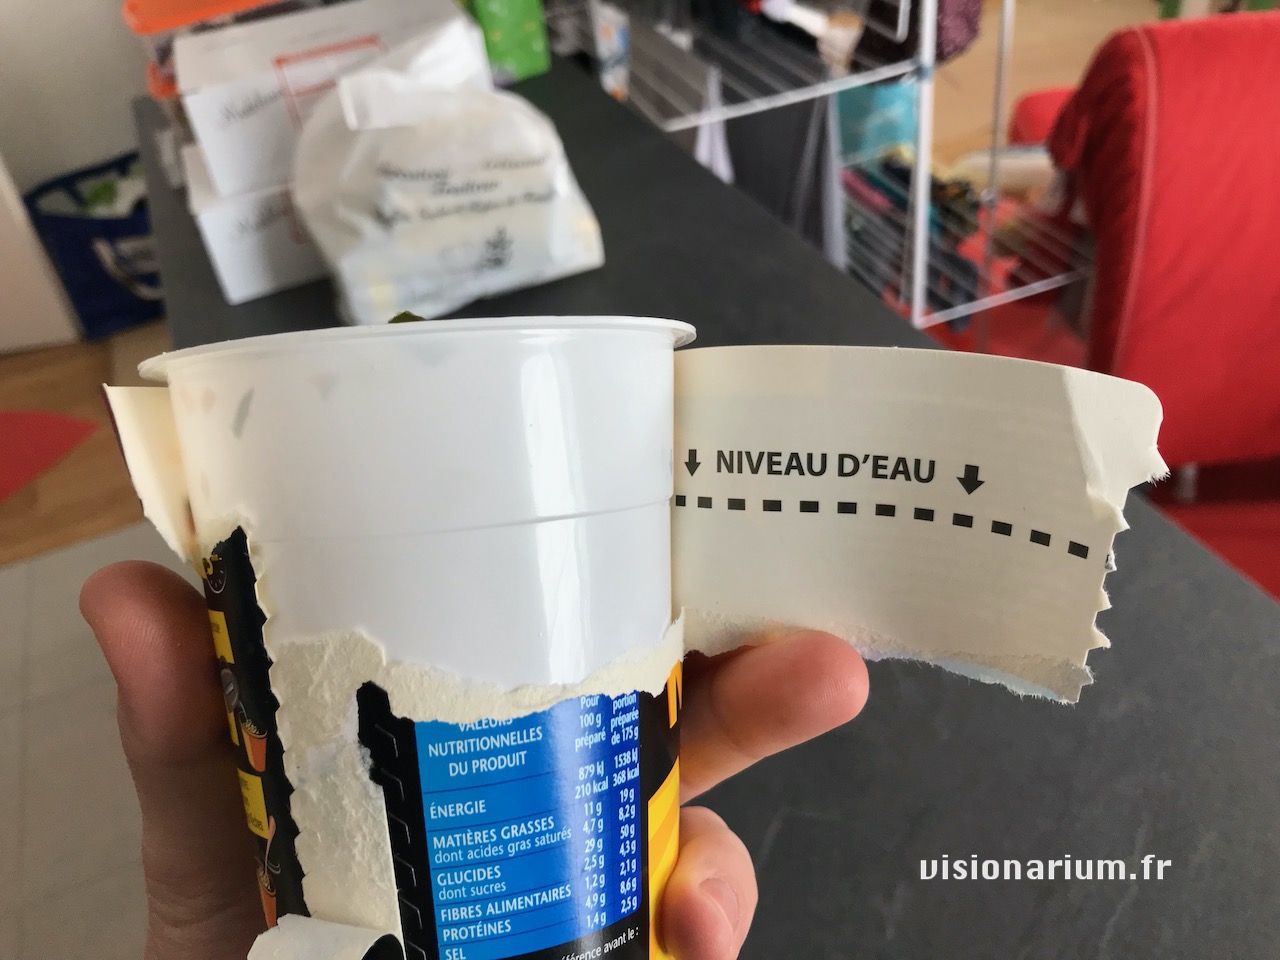 NIVEAU D'EAU
VALEURS
NUTRITIONNELLES
DU PRODUIT
Pour
100 g
préparé
portion
préparée
de 175 g
ÉNERGIE
879 kJ
1538 kJ
210 kcal
368 kcal
MATIÈRES GRASSES
11 g
19 g
dont acides gras saturés
4,7 g
8,2 g
GLUCIDES
29 g
50 g
dont sucres
2,5 g
4,3 g
FIBRES ALIMENTAIRES
1,2 g
2,1 g
PROTÉINES
4,9 g
8,6 g
SEL
1,4 g
2,5 g
avant le :
visionarium.fr